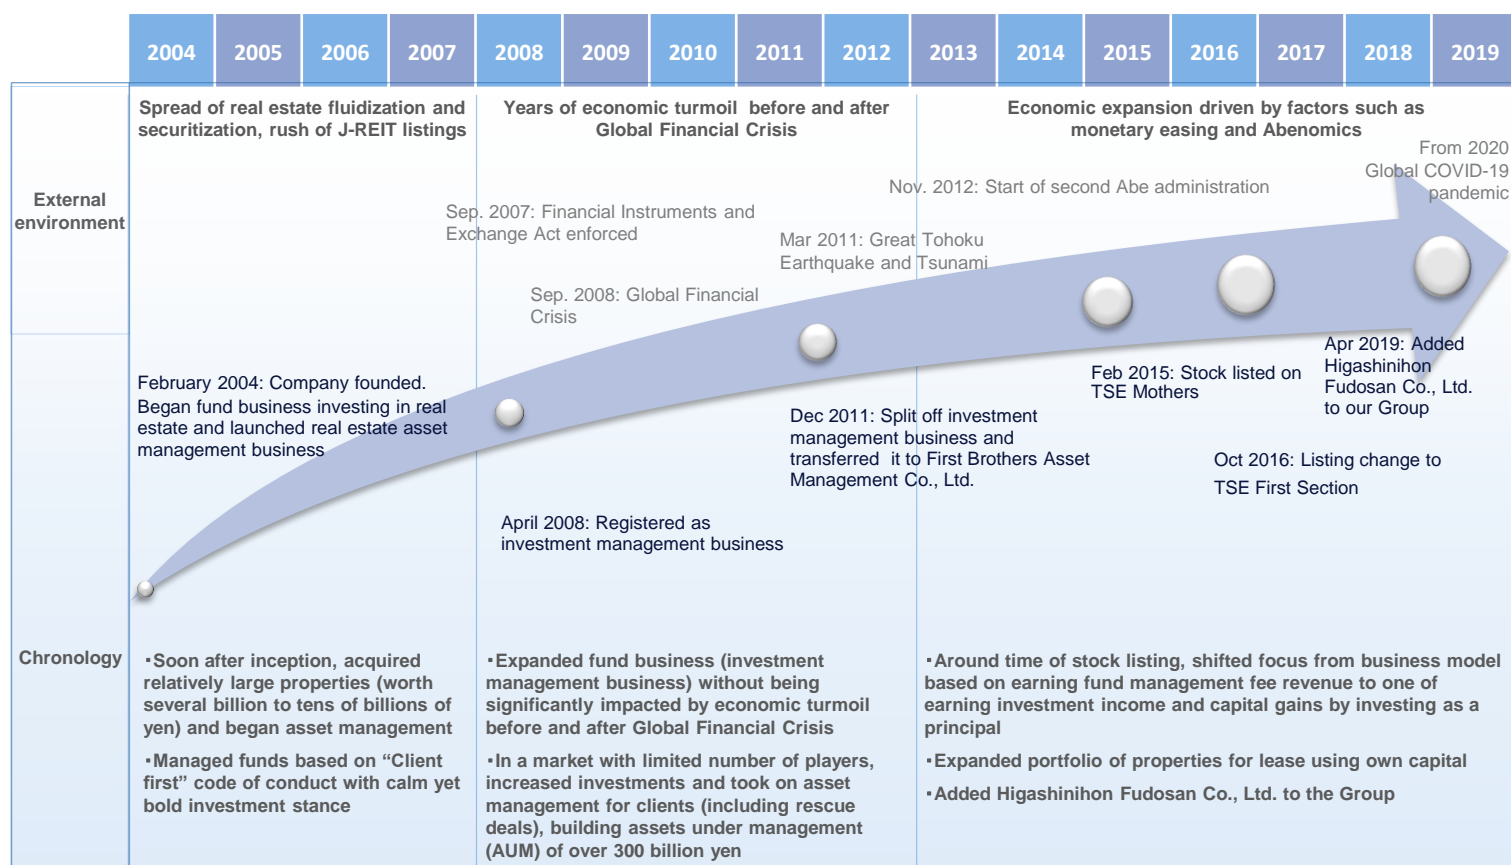 2004 2005 2006 2007 2008 2009 2010 2011 2012 2013 2014 2015 2016 2017 2018 2019
External
environment
Spread of real estate fluidization and
securitization, rush of J-REIT listings
Years of economic turmoil before and after
Global Financial Crisis
Economic expansion driven by factors such as
monetary easing and Abenomics
From 2020
Global COVID-19
pandemic
Nov. 2012: Start of second Abe administration
Sep. 2007: Financial Instruments and
Exchange Act enforced
Mar 2011: Great Tohoku
Earthquake and Tsunami
Sep. 2008: Global Financial
Crisis
Chronology
February 2004: Company founded.
Began fund business investing in real
estate and launched real estate asset
management business
April 2008: Registered as
investment management business
Dec 2011: Split off investment
management business and
transferred it to First Brothers Asset
Management Co., Ltd.
Feb 2015: Stock listed on
TSE Mothers
Oct 2016: Listing change to
TSE First Section
Apr 2019: Added
Higashinihon
Fudosan Co., Ltd.
to our Group
・Soon after inception, acquired
relatively large properties (worth
several billion to tens of billions of
yen) and began asset management
・Managed funds based on “Client
first” code of conduct with calm yet
bold investment stance
・Expanded fund business (investment
management business) without being
significantly impacted by economic turmoil
before and after Global Financial Crisis
・In a market with limited number of players,
increased investments and took on asset
management for clients (including rescue
deals), building assets under management
(AUM) of over 300 billion yen
・Around time of stock listing, shifted focus from business model
based on earning fund management fee revenue to one of
earning investment income and capital gains by investing as a
principal
・Expanded portfolio of properties for lease using own capital
・Added Higashinihon Fudosan Co., Ltd. to the Group